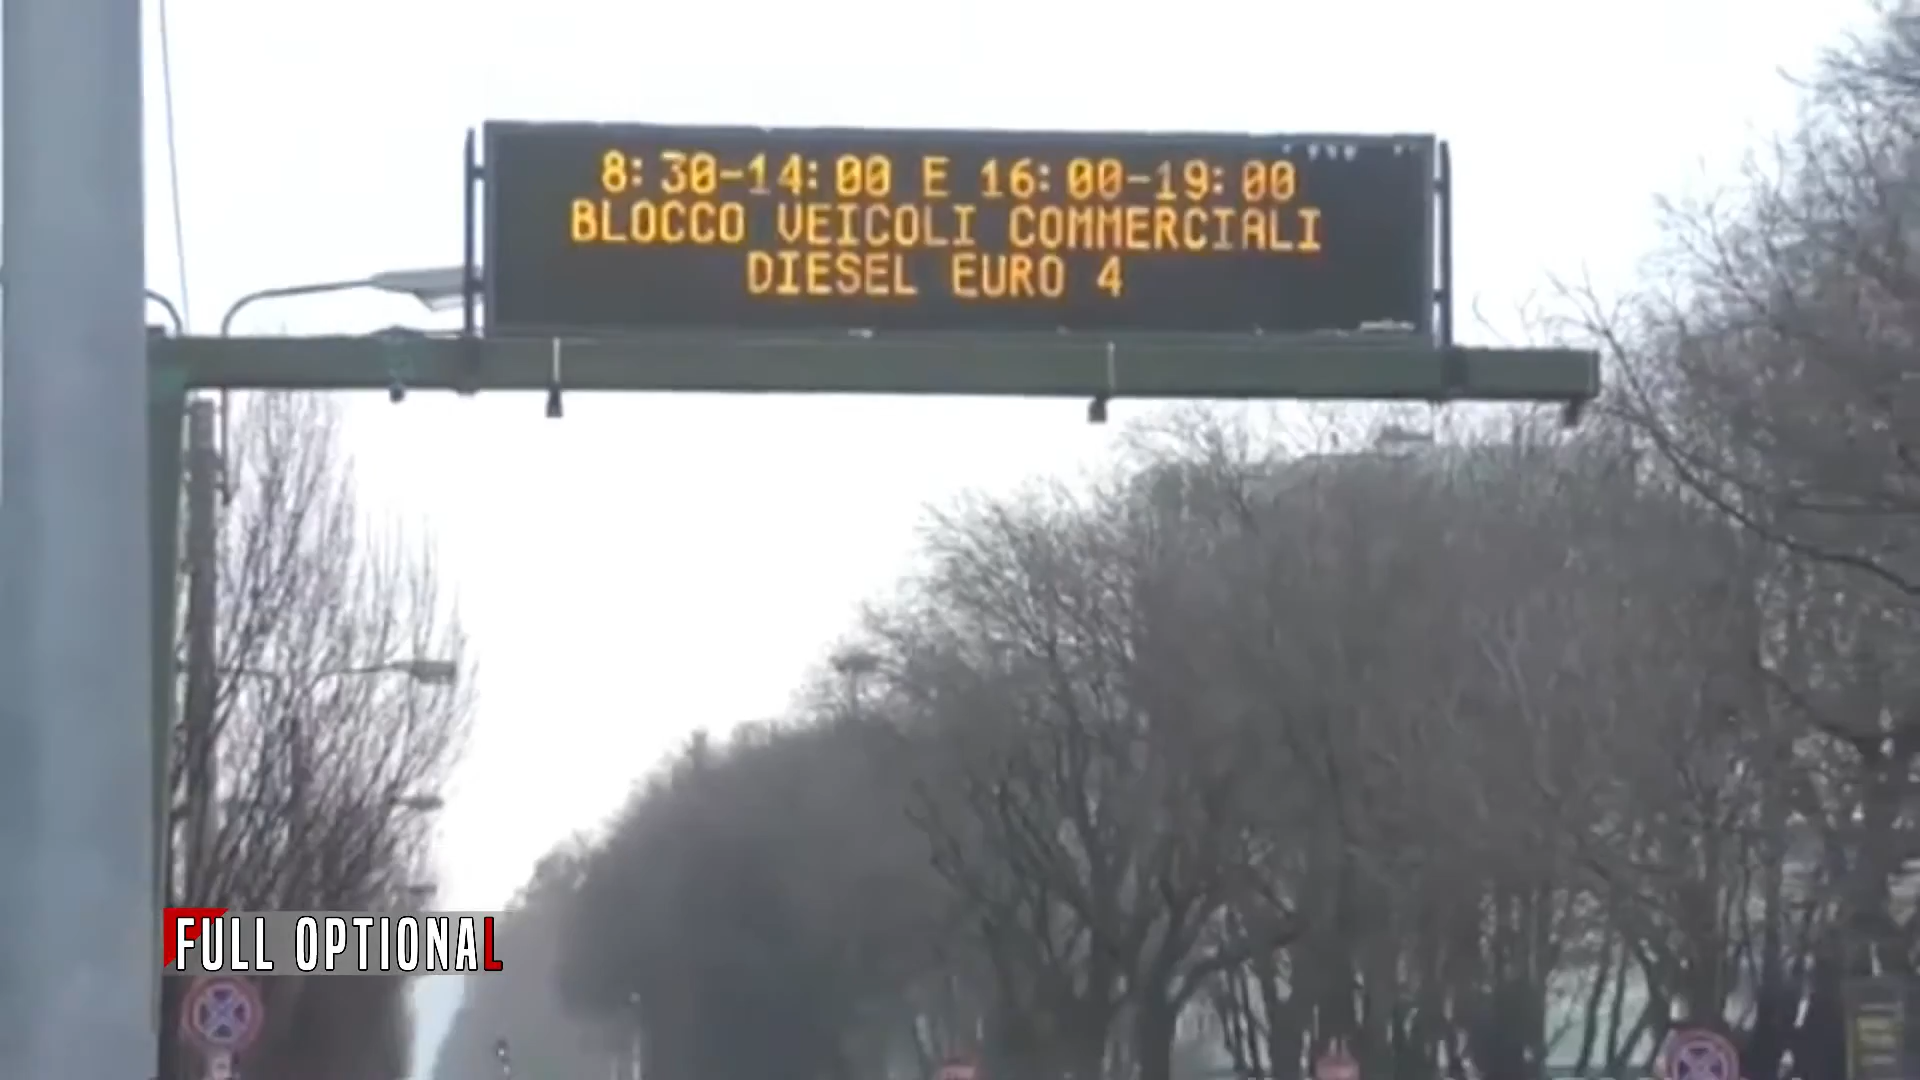 8:30-14:00 E 16:00-19:00
BLOCCO VEICOLI COMMERCIALI
DIESEL EURO 4
FULL OPTIONAL